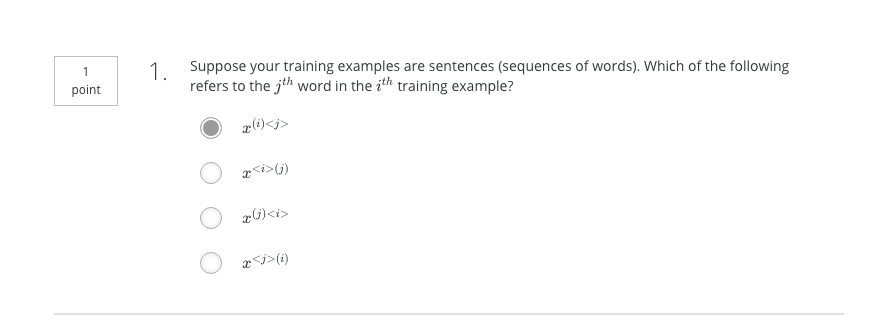 1
point
1.
Suppose your training examples are sentences (sequences of words). Which of the following
refers to the j^{th} word in the i^{th} training example?
x^{(i)<j>}
x^{<i>(j)}
x^{(j)<i>}
x^{<j>(i)}